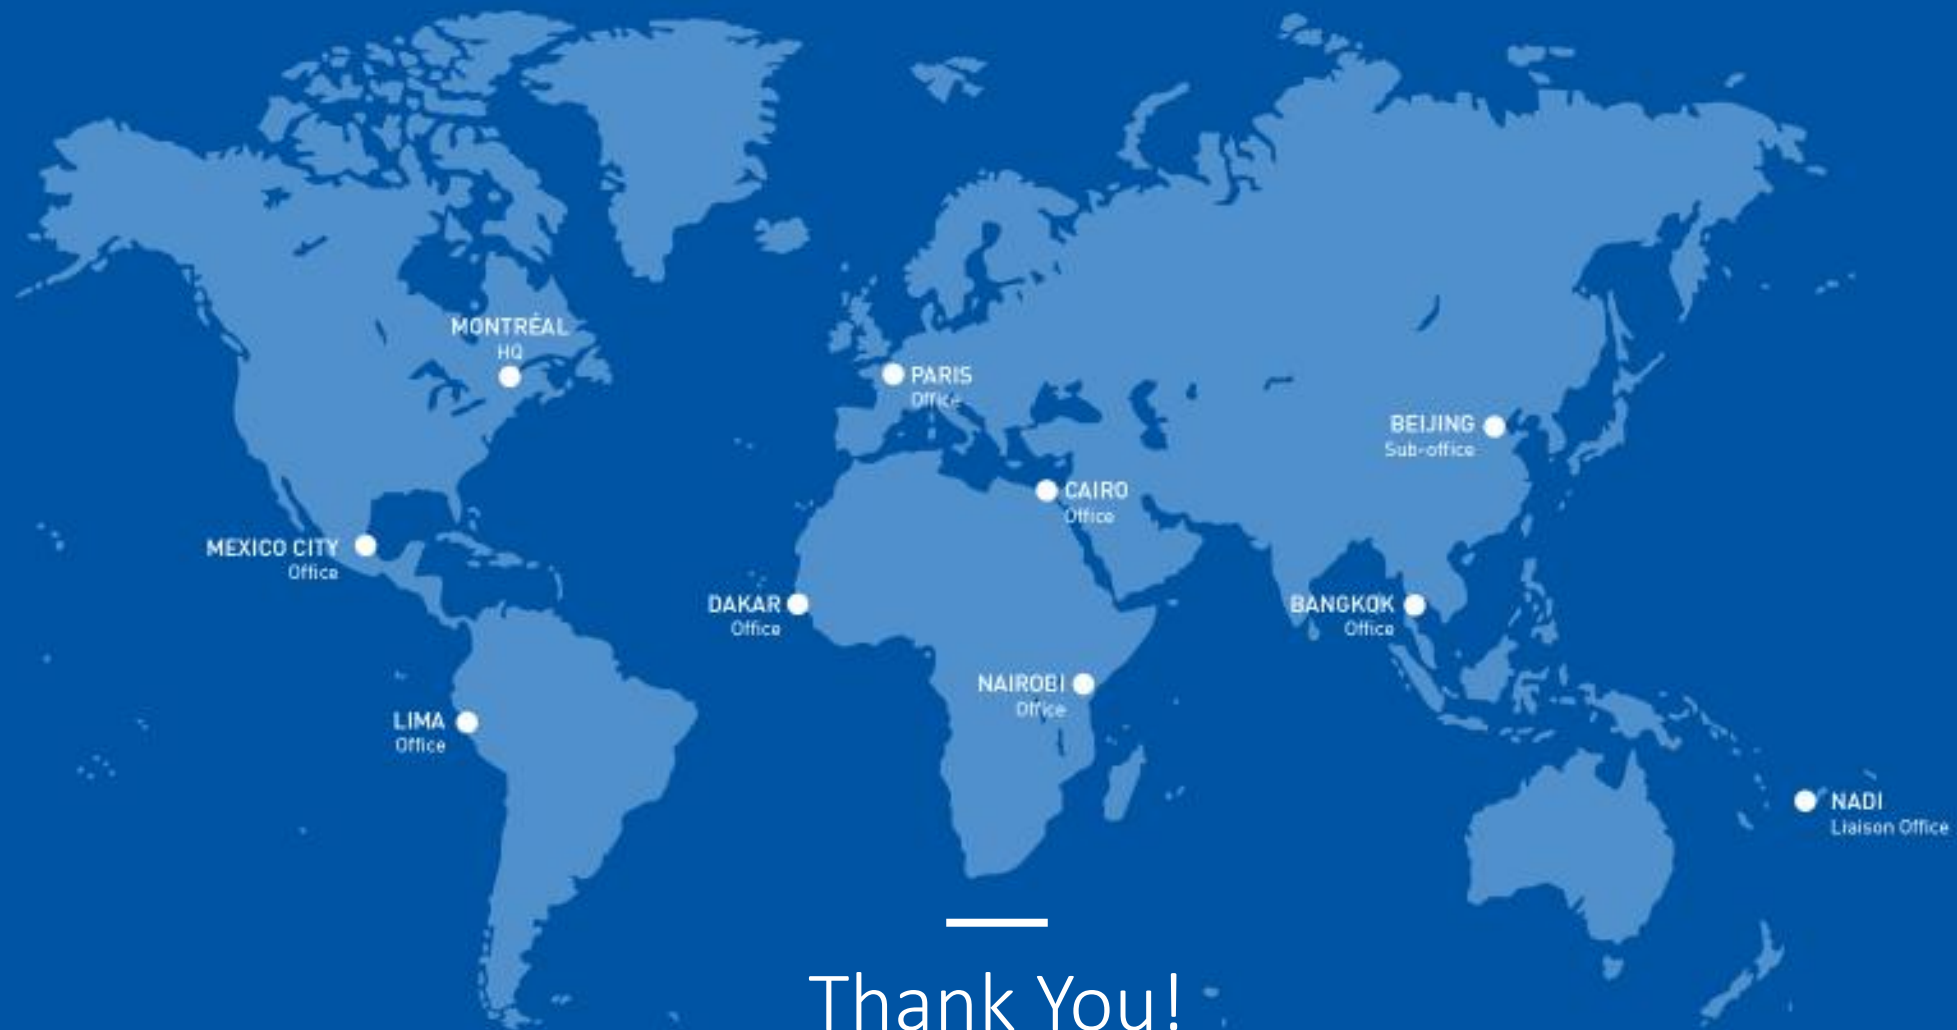 MONTRÉAL
HQ
PARIS
Office
BEIJING
Sub-office
CAIRO
Office
MEXICO CITY
Office
DAKAR
Office
BANGKOK
Office
NAIROBI
Office
LIMA
Office
NADI
Liaison Office
Thank You!